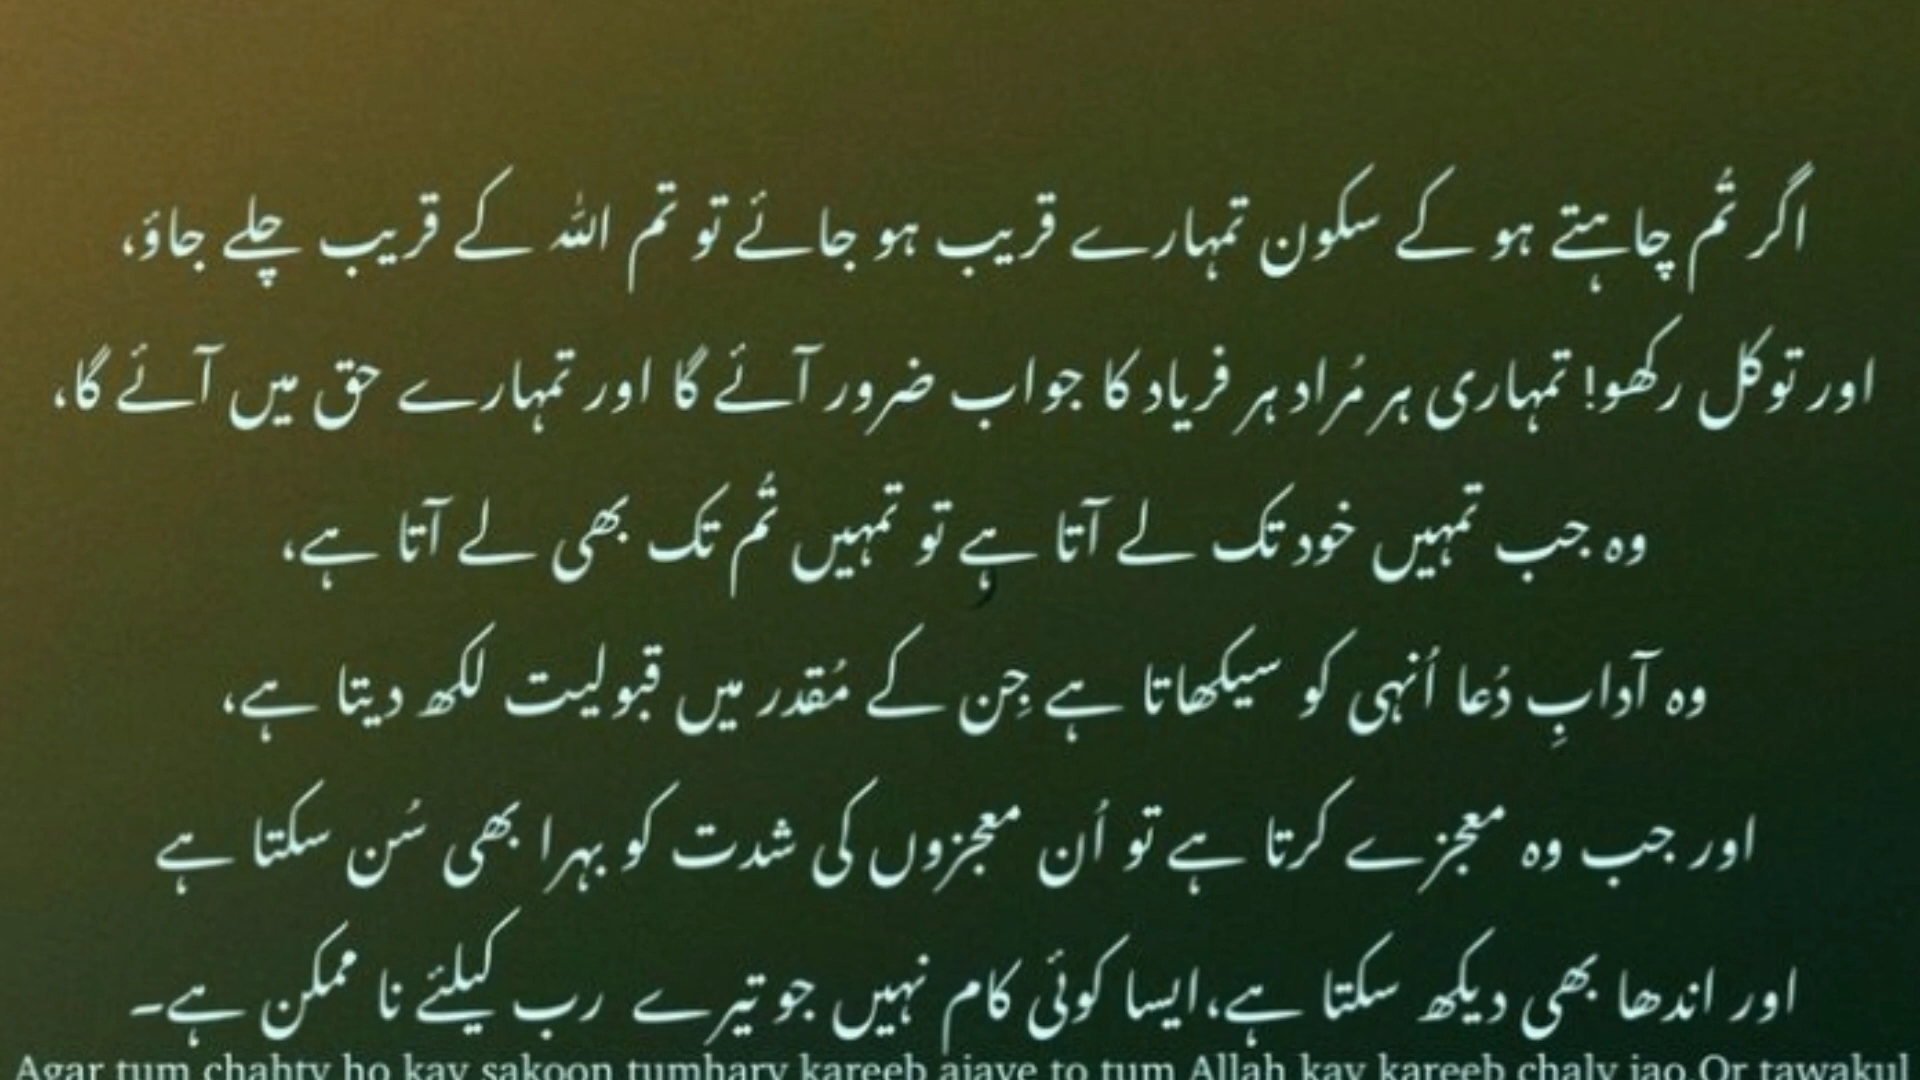 اگر تُم چاہتے ہو کے سکون تمہارے قریب ہو جائے تو تم اللہ کے قریب چلے جاؤ،
اور توکل رکھو! تمہاری ہر مُراد ہر فریاد کا جواب ضرور آئے گا اور تمہارے حق میں آئے گا،
وہ جب تمہیں خود تک لے آتا ہے تو تمہیں تُم تک بھی لے آتا ہے،
وہ آدابِ دُعا اُنہی کو سیکھاتا ہے جِن کے مُقدر میں قبولیت لکھ دیتا ہے،
اور جب وہ معجزے کرتا ہے تو اُن معجزوں کی شدت کو بہرا بھی سُن سکتا ہے
اور اندھا بھی دیکھ سکتا ہے،ایسا کوئی کام نہیں جو تیرے رب کیلئے نا ممکن ہے۔
Agar tum chahty ho kay sakoon tumhary kareeb ajaye to tum Allah kay kareeb chaly jao Or tawakul